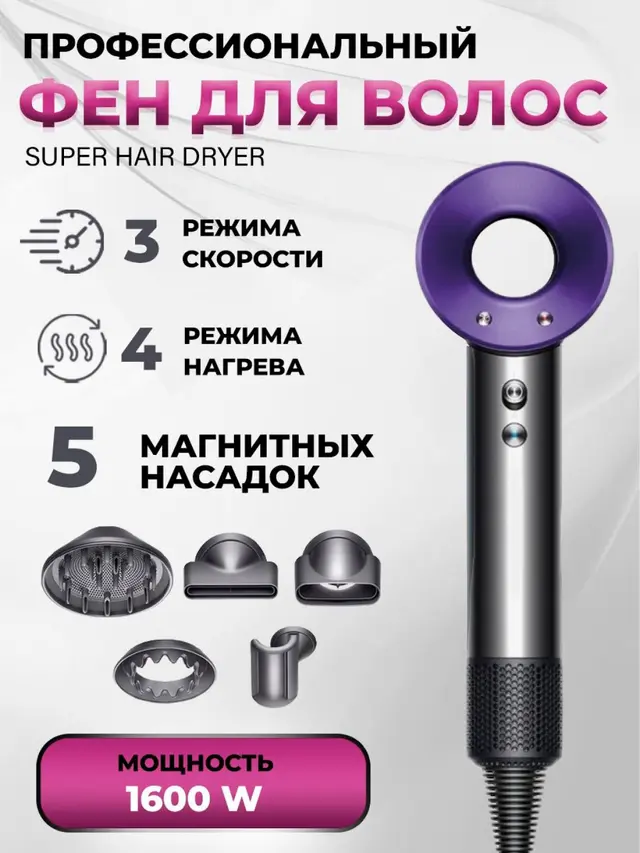 ПРОФЕССИОНАЛЬНЫЙ
ФЕН ДЛЯ ВОЛОС
SUPER HAIR DRYER
3 РЕЖИМА
СКОРОСТИ
4 РЕЖИМА
НАГРЕВА
5 МАГНИТНЫХ
НАСАДОК
МОЩНОСТЬ
1600 W